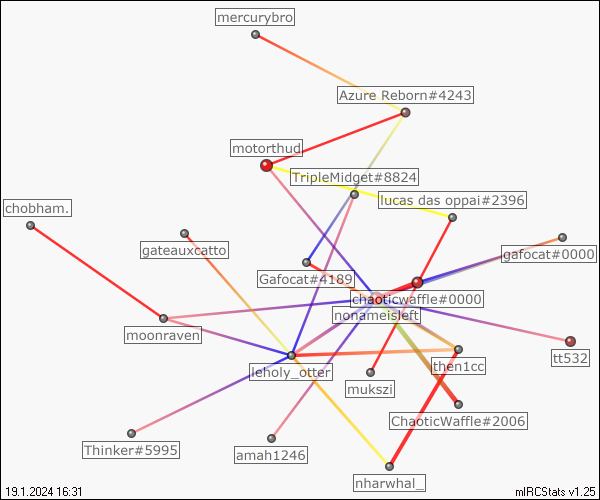 mercurybro
Azure Reborn#4243
motorthud
TripleMidget#8824
lucas das oppai#2396
chobham.
gateauxcatto
gafocat#0000
Gafocat#4189
chaoticwaffle#0000
nonameisleft
moonraven
tt532
then1cc
leholy_otter
mukszi
ChaoticWaffle#2006
Thinker#5995
amah1246
nharwhal_
19.1.2024 16:31
mIRCStats v1.25